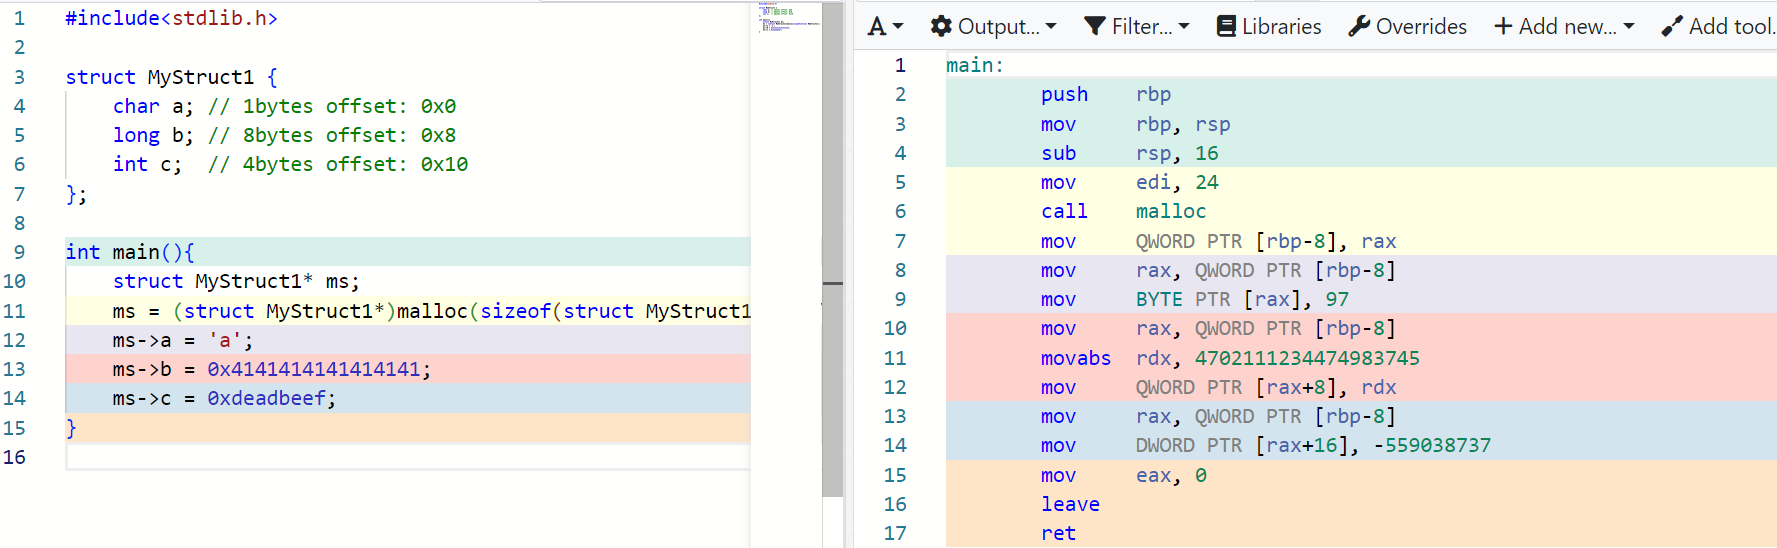 1 #include<stdlib.h>
2
3 struct MyStruct1 {
4 char a; // 1bytes offset: 0x0
5 long b; // 8bytes offset: 0x8
6 int c;  // 4bytes offset: 0x10
7 };
8
9 int main(){
10 struct MyStruct1* ms;
11 ms = (struct MyStruct1*)malloc(sizeof(struct MyStruct1
12 ms->a = 'a';
13 ms->b = 0x4141414141414141;
14 ms->c = 0xdeadbeef;
15 }
16
A Output... Filter... Libraries Overrides + Add new... Add tool...
1 main:
2 push rbp
3 mov rbp, rsp
4 sub rsp, 16
5 mov edi, 24
6 call malloc
7 mov QWORD PTR [rbp-8], rax
8 mov rax, QWORD PTR [rbp-8]
9 mov BYTE PTR [rax], 97
10 mov rax, QWORD PTR [rbp-8]
11 movabs rdx, 4702111234474983745
12 mov QWORD PTR [rax+8], rdx
13 mov rax, QWORD PTR [rbp-8]
14 mov DWORD PTR [rax+16], -559038737
15 mov eax, 0
16 leave
17 ret